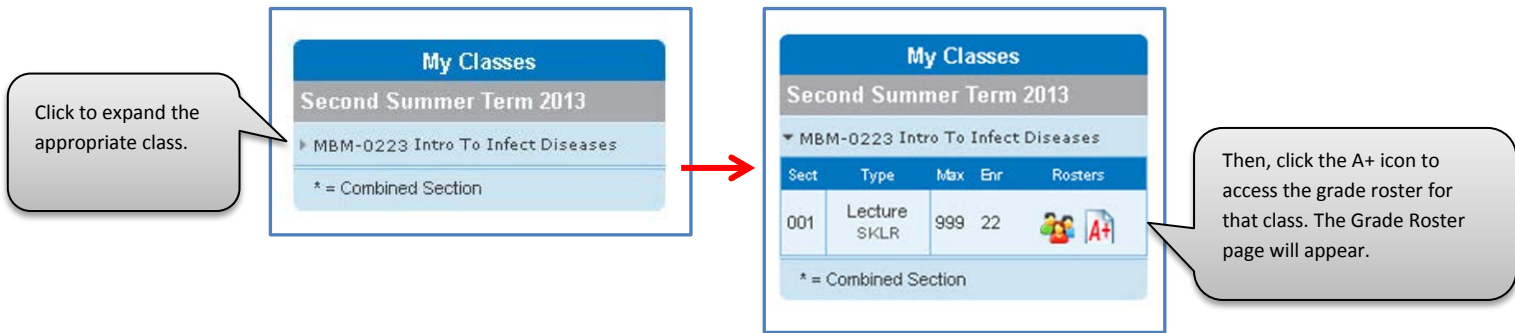 Click to expand the
appropriate class.
My Classes
Second Summer Term 2013
MBM-0223 Intro To Infect Diseases
* = Combined Section
My Classes
Second Summer Term 2013
MBM-0223 Intro To Infect Diseases
Sect Type Max Enr Rosters
001 Lecture SKLR 999 22 A+
* = Combined Section
Then, click the A+ icon to
access the grade roster for
that class. The Grade Roster
page will appear.